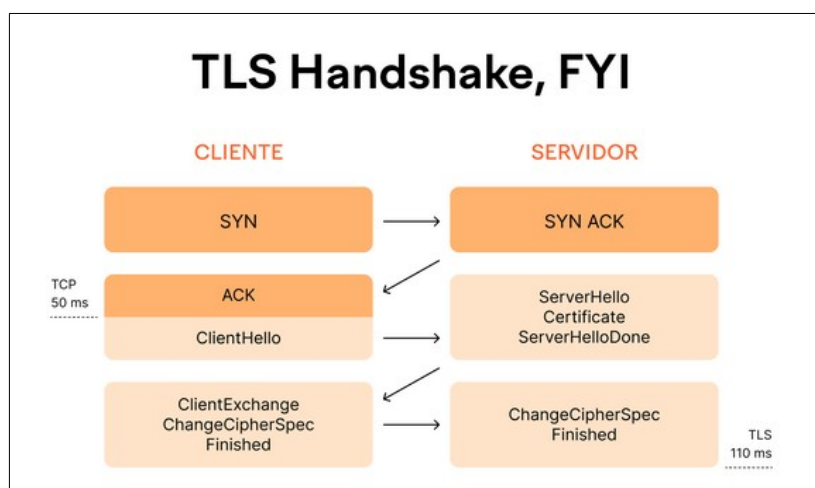 TLS Handshake, FYI
CLIENTE
SERVIDOR
SYN
SYN ACK
TCP
50 ms
ACK
ClientHello
ServerHello
Certificate
ServerHelloDone
ClientExchange
ChangeCipherSpec
Finished
ChangeCipherSpec
Finished
TLS
110 ms